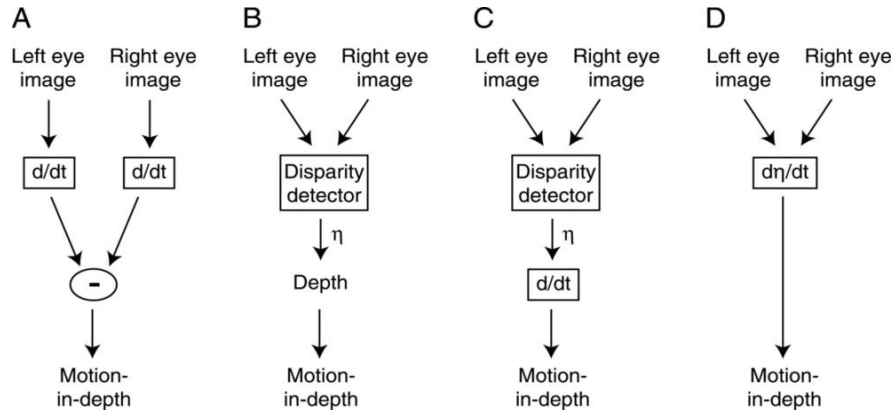 A
Left eye
image
Right eye
image
d/dt
d/dt
-
Motion-
in-depth
B
Left eye
image
Right eye
image
Disparity
detector
η
Depth
Motion-
in-depth
C
Left eye
image
Right eye
image
Disparity
detector
η
d/dt
Motion-
in-depth
D
Left eye
image
Right eye
image
dη/dt
Motion-
in-depth